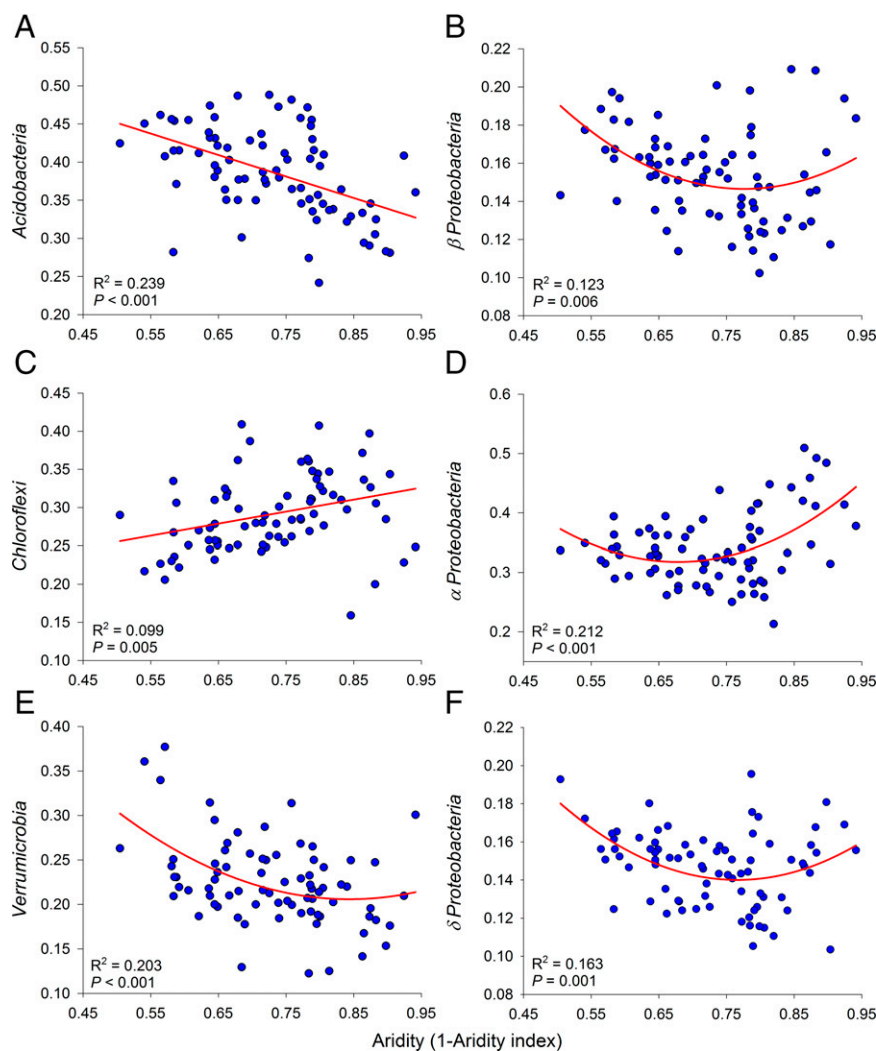 A
0.55
0.50
0.45
0.40
0.35
0.30
0.25
0.20
Acidobacteria
R² = 0.239
P < 0.001
0.45 0.55 0.65 0.75 0.85 0.95
B
0.22
0.20
0.18
0.16
0.14
0.12
0.10
0.08
β Proteobacteria
R² = 0.123
P = 0.006
0.45 0.55 0.65 0.75 0.85 0.95
C
0.45
0.40
0.35
0.30
0.25
0.20
0.15
0.10
Chloroflexi
R² = 0.099
P = 0.005
0.45 0.55 0.65 0.75 0.85 0.95
D
0.6
0.5
0.4
0.3
0.2
α Proteobacteria
R² = 0.212
P < 0.001
0.45 0.55 0.65 0.75 0.85 0.95
E
0.40
0.35
0.30
0.25
0.20
0.15
0.10
Verrumicrobia
R² = 0.203
P < 0.001
0.45 0.55 0.65 0.75 0.85 0.95
F
0.22
0.20
0.18
0.16
0.14
0.12
0.10
0.08
δ Proteobacteria
R² = 0.163
P = 0.001
0.45 0.55 0.65 0.75 0.85 0.95
Aridity (1-Aridity index)